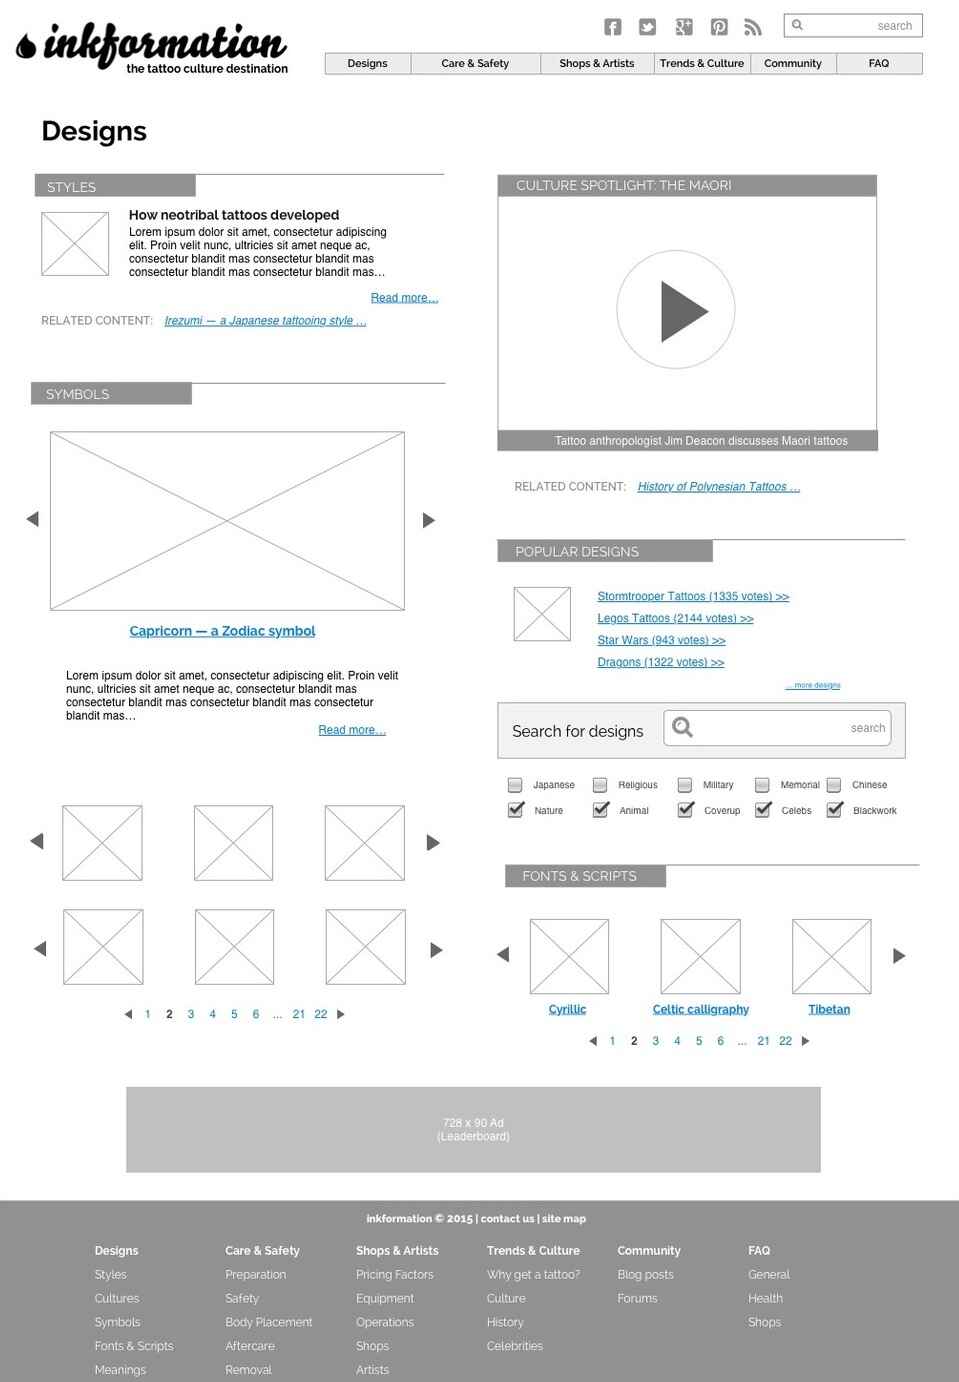 inkformation
the tattoo culture destination
search
Designs Care & Safety Shops & Artists Trends & Culture Community FAQ
Designs
STYLES
How neotribal tattoos developed
Lorem ipsum dolor sit amet, consectetur adipiscing
elit. Proin velit nunc, ultricies sit amet neque ac,
consectetur blandit mas consectetur blandit mas
consectetur blandit mas consectetur blandit mas…
Read more…
RELATED CONTENT: Irezumi — a Japanese tattooing style …
SYMBOLS
Capricorn — a Zodiac symbol
Lorem ipsum dolor sit amet, consectetur adipiscing elit. Proin velit
nunc, ultricies sit amet neque ac, consectetur blandit mas
consectetur blandit mas consectetur blandit mas consectetur
blandit mas…
Read more…
1 2 3 4 5 6 ... 21 22
CULTURE SPOTLIGHT: THE MAORI
Tattoo anthropologist Jim Deacon discusses Maori tattoos
RELATED CONTENT: History of Polynesian Tattoos …
POPULAR DESIGNS
Stormtrooper Tattoos (1335 votes) >>
Legos Tattoos (2144 votes) >>
Star Wars (943 votes) >>
Dragons (1322 votes) >>
... more designs
Search for designs search
Japanese Religious Military Memorial Chinese
Nature Animal Coverup Celebs Blackwork
FONTS & SCRIPTS
Cyrillic Celtic calligraphy Tibetan
1 2 3 4 5 6 ... 21 22
728 x 90 Ad
(Leaderboard)
inkformation © 2015 | contact us | site map
Designs Care & Safety Shops & Artists Trends & Culture Community FAQ
Styles Preparation Pricing Factors Why get a tattoo? Blog posts General
Cultures Safety Equipment Culture Forums Health
Symbols Body Placement Operations History Shops
Fonts & Scripts Aftercare Shops Celebrities
Meanings Removal Artists